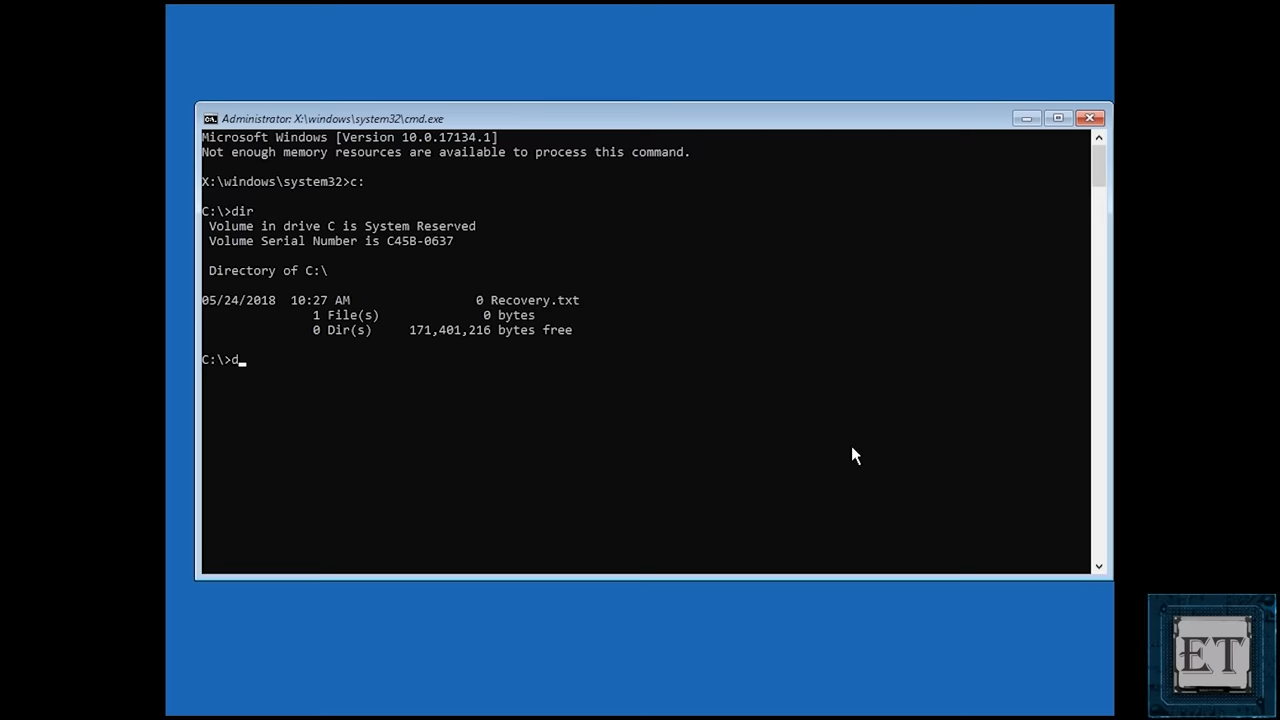 Administrator: X:\windows\system32\cmd.exe
Microsoft Windows [Version 10.0.17134.1]
Not enough memory resources are available to process this command.
X:\windows\system32>c:
C:\>dir
Volume in drive C is System Reserved
Volume Serial Number is C45B-0637
Directory of C:\
05/24/2018 10:27 AM 0 Recovery.txt
1 File(s) 0 bytes
0 Dir(s) 171,401,216 bytes free
C:\>d_
ET